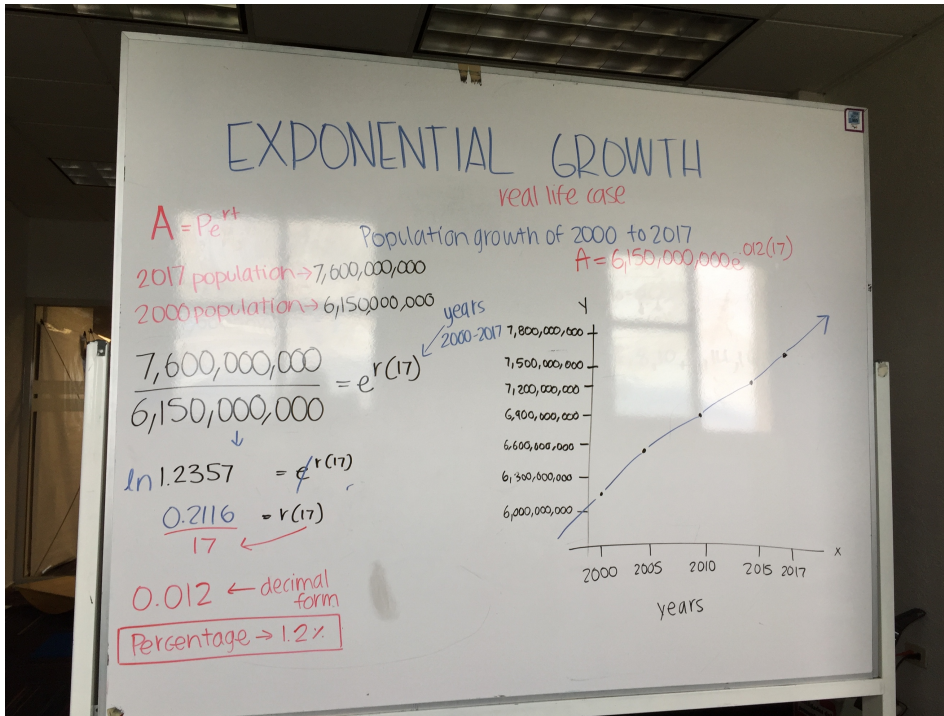 EXPONENTIAL GROWTH
real life case
A = Pe^rt
Population growth of 2000 to 2017
A = 6,150,000,000e^.012(17)
2017 population → 7,600,000,000
2000 population → 6,150,000,000
years
2000-2017
7,600,000,000
6,150,000,000
= e^r(17)
ln 1.2357 = e^r(17)
0.2116 = r(17)
17
0.012 ← decimal
form
Percentage → 1.2%
Y
7,800,000,000
7,500,000,000
7,200,000,000
6,900,000,000
6,600,000,000
6,300,000,000
6,000,000,000
X
2000 2005 2010 2015 2017
years